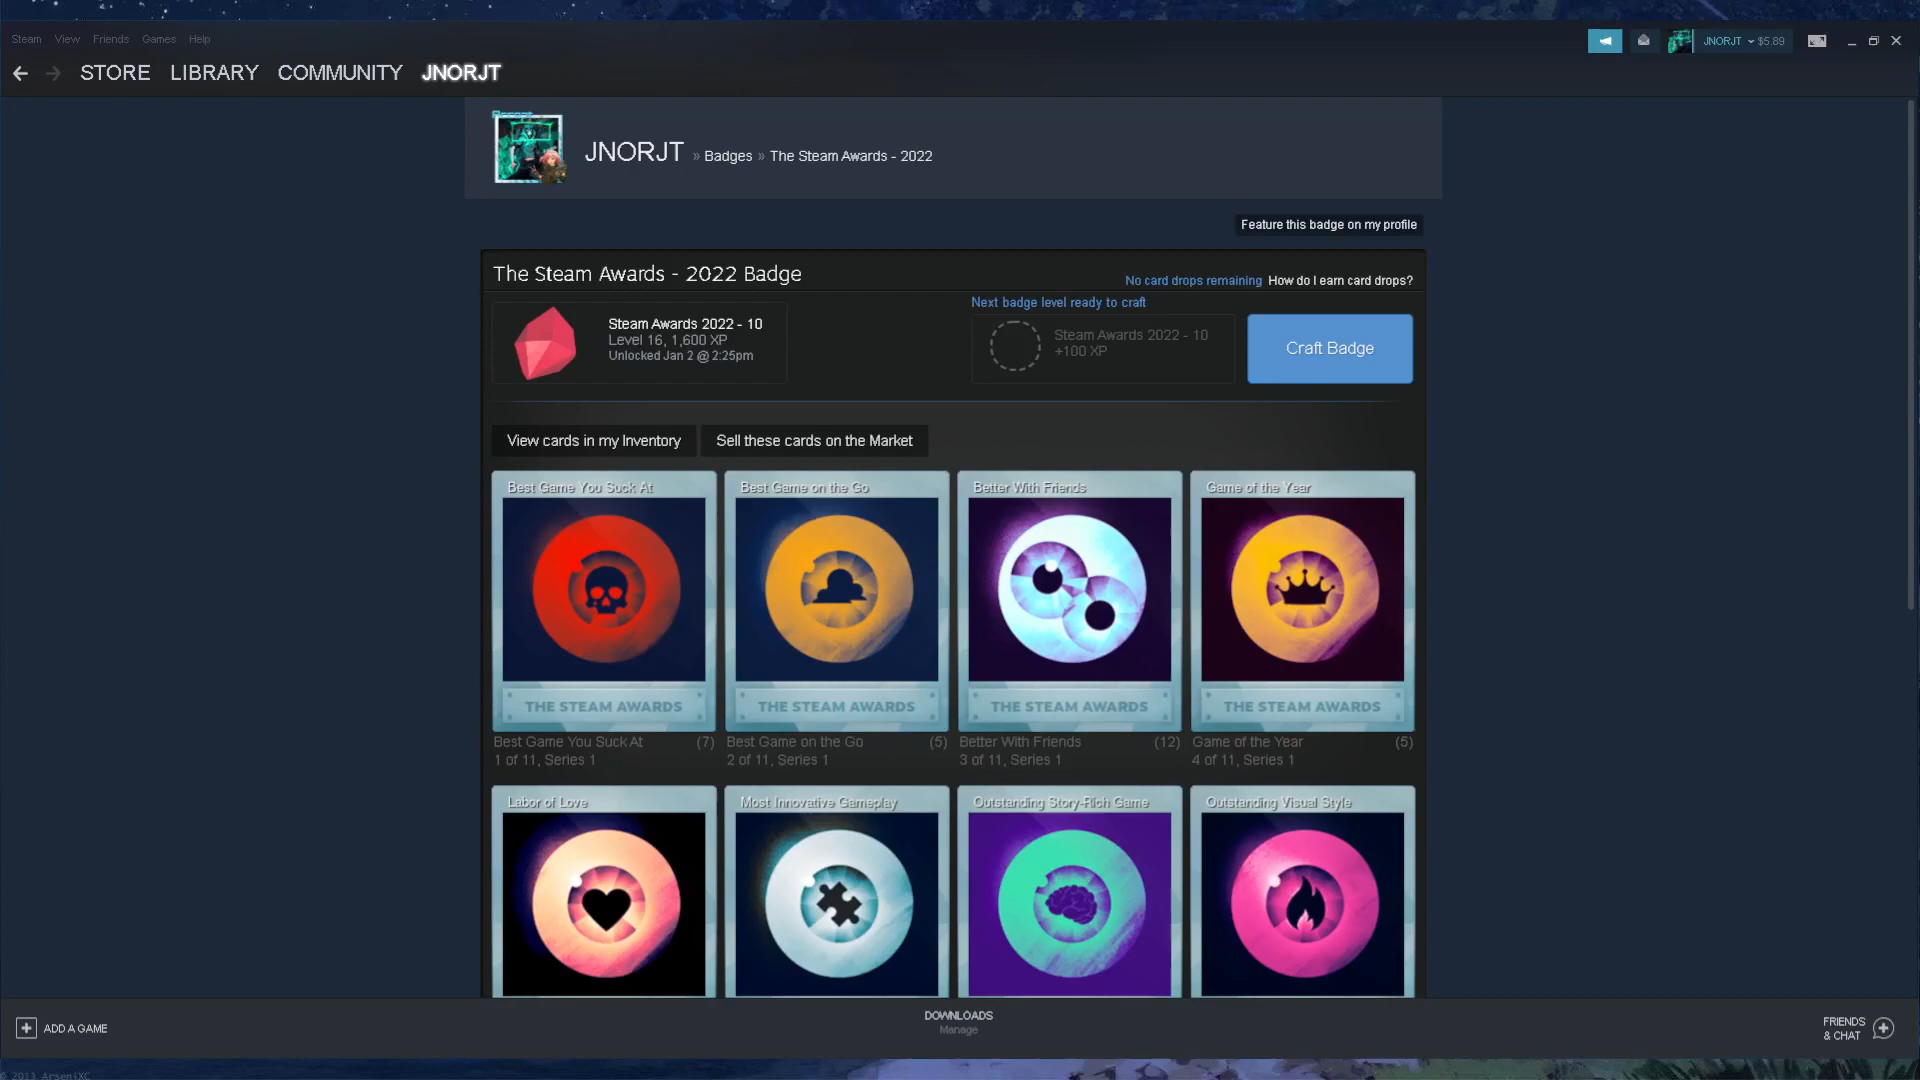 Steam View Friends Games Help
JNORJT $5.89
STORE LIBRARY COMMUNITY JNORJT
JNORJT » Badges » The Steam Awards - 2022
Feature this badge on my profile
The Steam Awards - 2022 Badge
No card drops remaining How do I earn card drops?
Next badge level ready to craft
Steam Awards 2022 - 10
Level 16, 1,600 XP
Unlocked Jan 2 @ 2:25pm
Steam Awards 2022 - 10
+100 XP
Craft Badge
View cards in my Inventory
Sell these cards on the Market
Best Game You Suck At
Best Game on the Go
Better With Friends
Game of the Year
THE STEAM AWARDS
THE STEAM AWARDS
THE STEAM AWARDS
THE STEAM AWARDS
Best Game You Suck At (7)
1 of 11, Series 1
Best Game on the Go (5)
2 of 11, Series 1
Better With Friends (12)
3 of 11, Series 1
Game of the Year (5)
4 of 11, Series 1
Labor of Love
Most Innovative Gameplay
Outstanding Story-Rich Game
Outstanding Visual Style
ADD A GAME
DOWNLOADS
Manage
FRIENDS
& CHAT
© 2013 ArseniXC